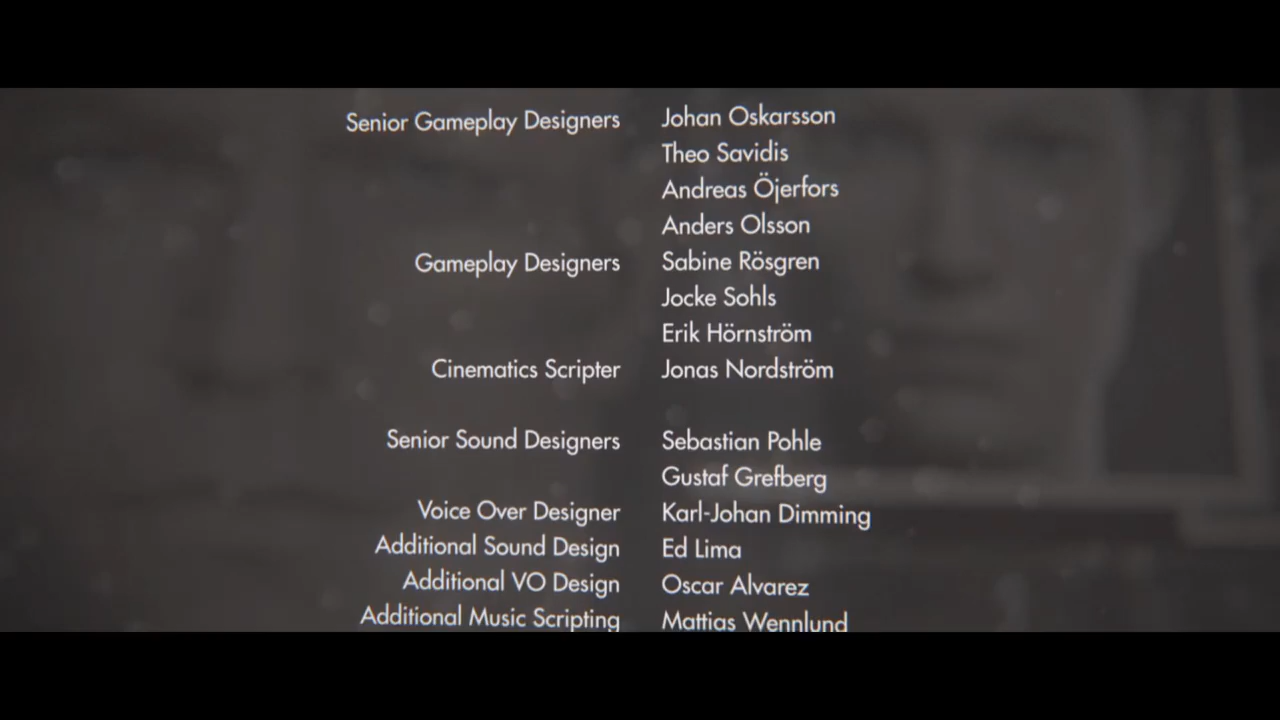 Senior Gameplay Designers Johan Oskarsson
Theo Savidis
Andreas Öjerfors
Anders Olsson
Gameplay Designers Sabine Rösgren
Jocke Sohls
Erik Hörnström
Cinematics Scripter Jonas Nordström
Senior Sound Designers Sebastian Pohle
Gustaf Grefberg
Voice Over Designer Karl-Johan Dimming
Additional Sound Design Ed Lima
Additional VO Design Oscar Alvarez
Additional Music Scripting Mattias Wennlund